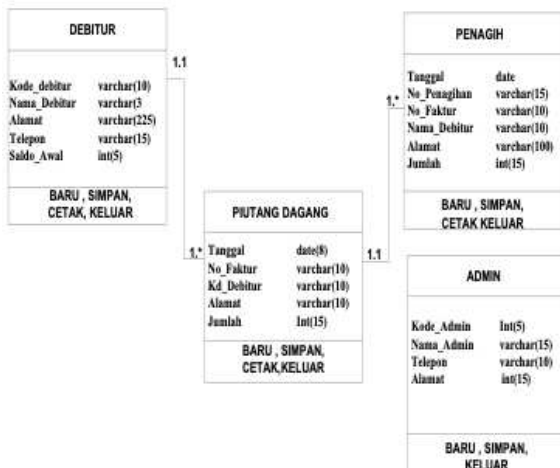 DEBITUR
Kode_debitur varchar(10)
Nama_Debitur varchar(3
Alamat varchar(225)
Telepon varchar(15)
Saldo_Awal int(5)
BARU , SIMPAN,
CETAK, KELUAR
1.1
1.*
PIUTANG DAGANG
Tanggal date(8)
No_Faktur varchar(10)
Kd_Debitur varchar(10)
Alamat varchar(10)
Jumlah Int(15)
BARU , SIMPAN,
CETAK,KELUAR
1.1
1.*
PENAGIH
Tanggal date
No_Penagihan varchar(15)
No_Faktur varchar(10)
Nama_Debitur varchar(10)
Alamat varchar(100)
Jumlah int(15)
BARU , SIMPAN,
CETAK KELUAR
ADMIN
Kode_Admin Int(5)
Nama_Admin varchar(15)
Telepon varchar(10)
Alamat int(15)
BARU , SIMPAN,
KELUAR